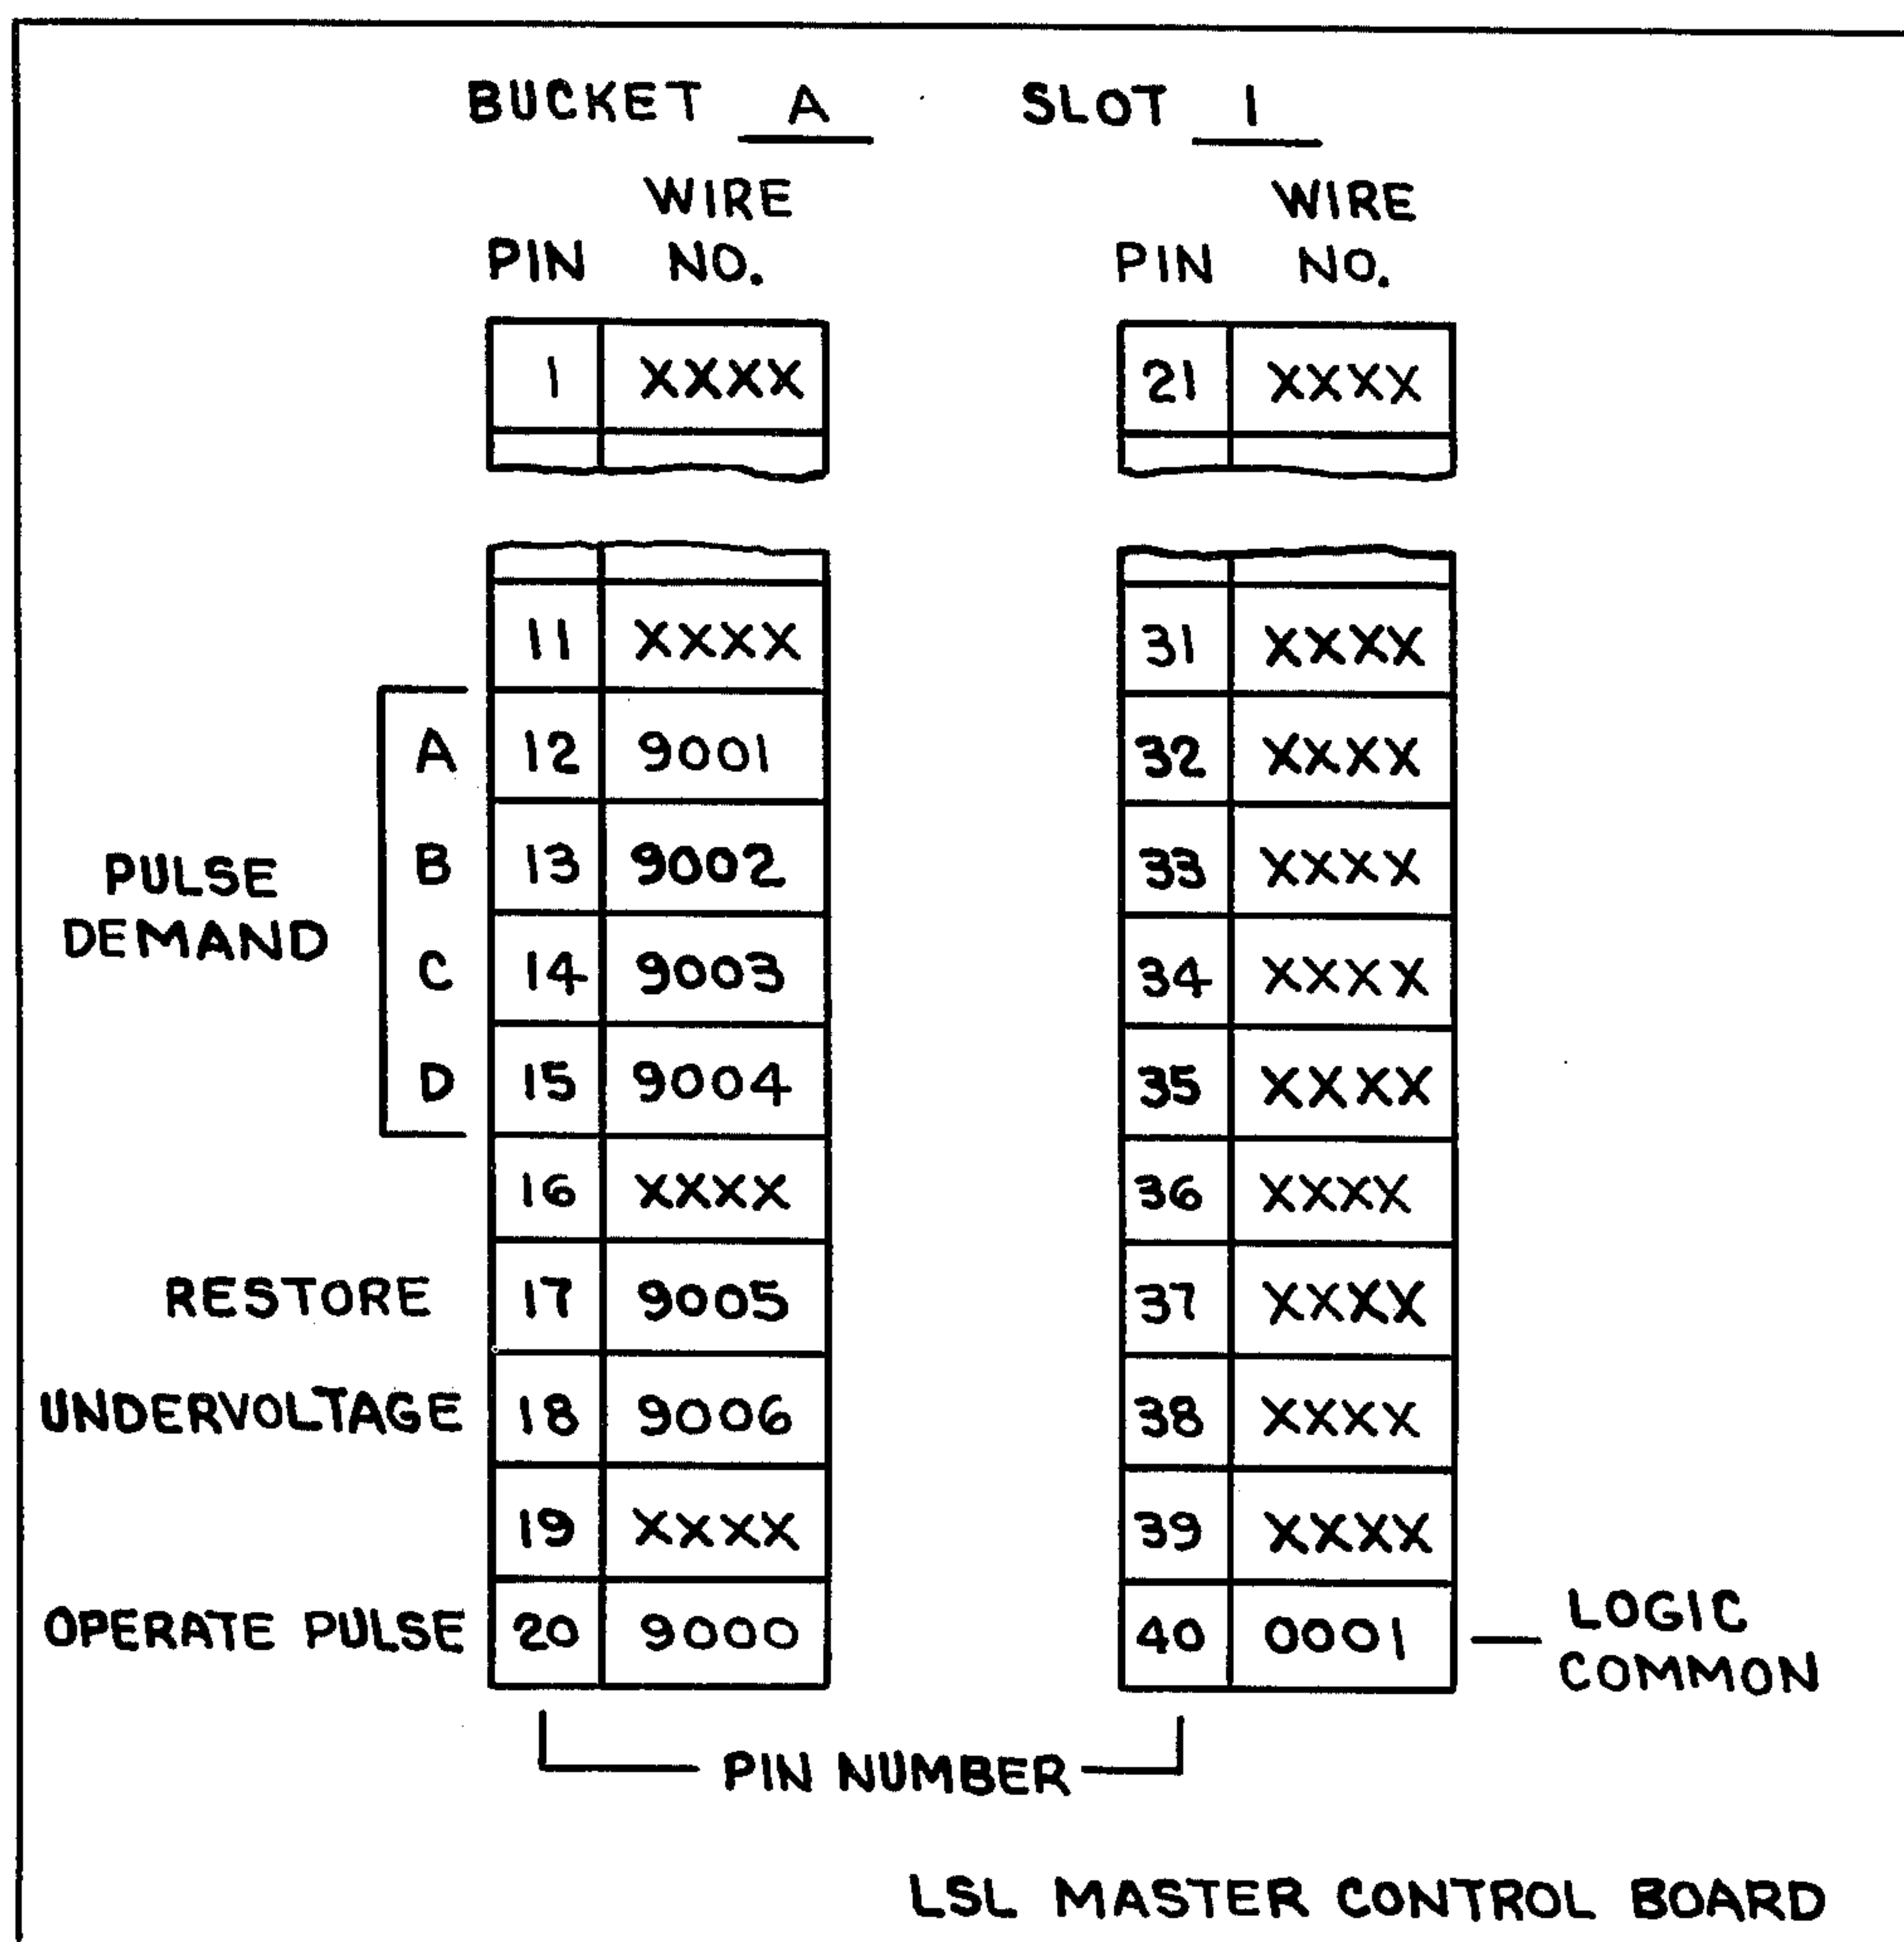 BUCKET A SLOT 1
WIRE WIRE
PIN NO. PIN NO.
1 XXXX 21 XXXX
11 XXXX 31 XXXX
A 12 9001 32 XXXX
B 13 9002 33 XXXX
PULSE
DEMAND
C 14 9003 34 XXXX
D 15 9004 35 XXXX
16 XXXX 36 XXXX
RESTORE 17 9005 37 XXXX
UNDERVOLTAGE 18 9006 38 XXXX
19 XXXX 39 XXXX
OPERATE PULSE 20 9000 40 0001 LOGIC
COMMON
PIN NUMBER
LSL MASTER CONTROL BOARD